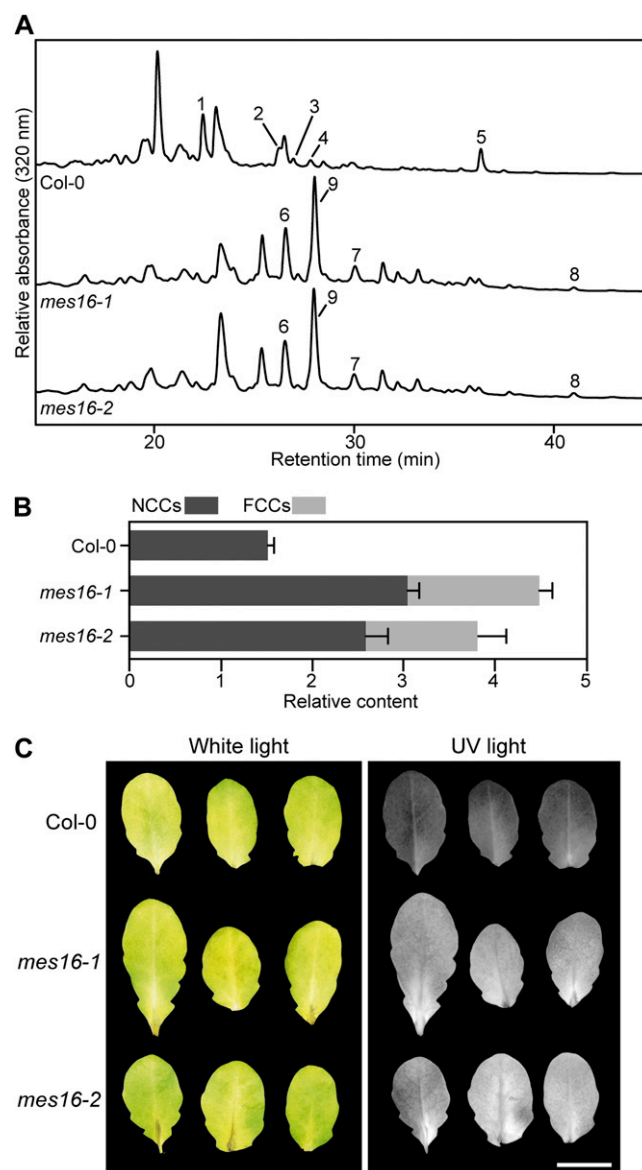 A
Relative absorbance (320 nm)
1
2
3
4
5
Col-0
6
9
7
8
mes16-1
6
9
7
8
mes16-2
20
30
40
Retention time (min)
B
NCCs
FCCs
Col-0
mes16-1
mes16-2
0
1
2
3
4
5
Relative content
C
White light
UV light
Col-0
mes16-1
mes16-2